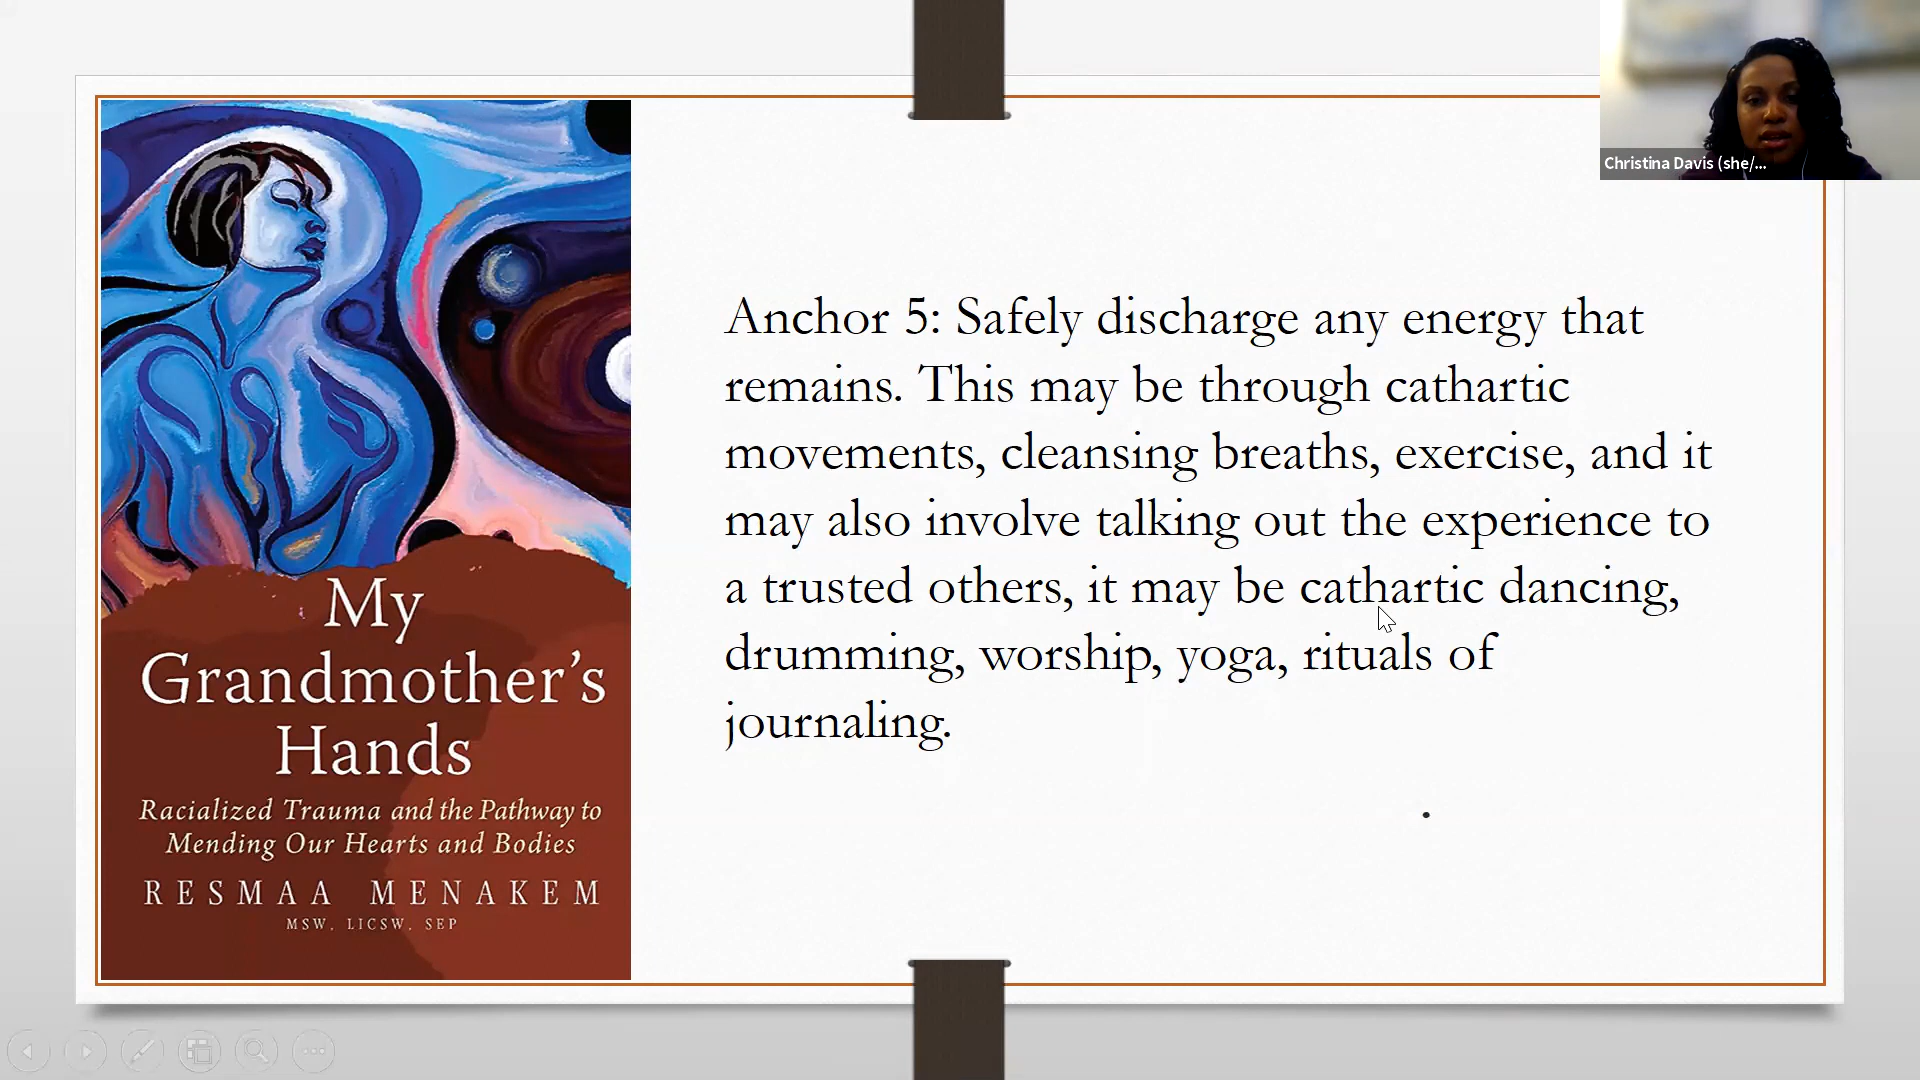 Christina Davis (she/...
Anchor 5: Safely discharge any energy that
remains. This may be through cathartic
movements, cleansing breaths, exercise, and it
may also involve talking out the experience to
a trusted others, it may be cathartic dancing,
drumming, worship, yoga, rituals of
journaling.
My
Grandmother’s
Hands
Racialized Trauma and the Pathway to
Mending Our Hearts and Bodies
RESMAA MENAKEM
MSW, LICSW, SEP